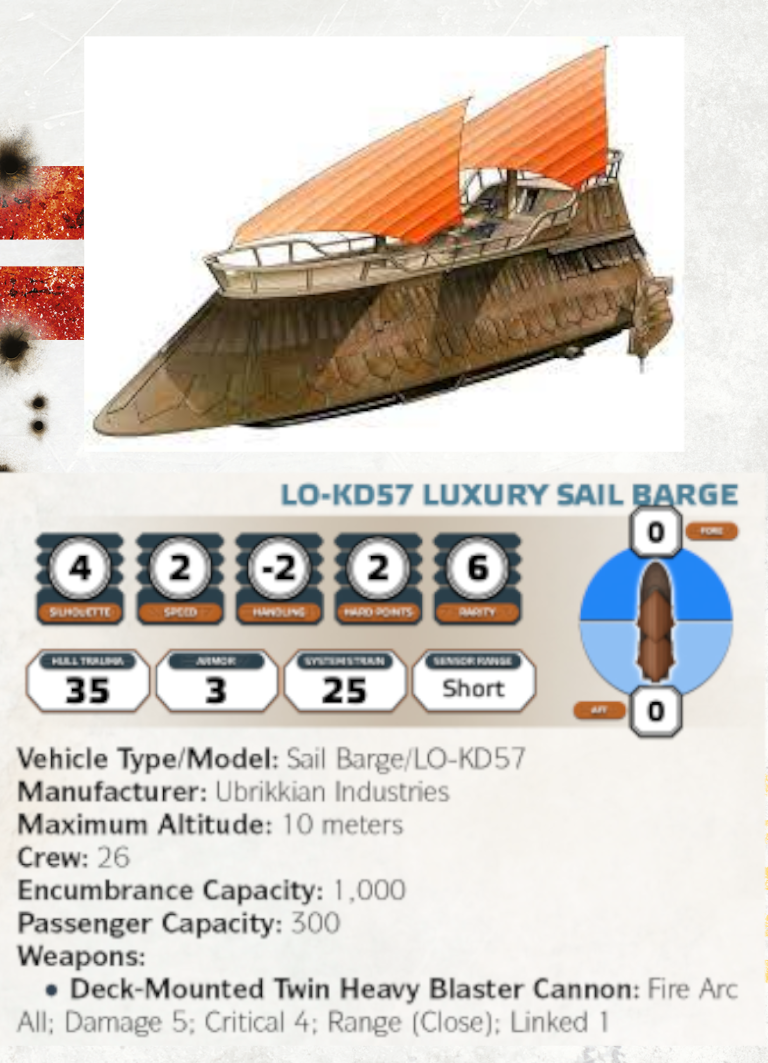 LO-KD57 LUXURY SAIL BARGE
0 FORE
4 2 -2 2 6
SILHOUETTE SPEED HANDLING HARD POINTS RARITY
HULL TRAUMA ARMOR SYSTEM STRAIN SENSOR RANGE
35 3 25 Short
AFT 0
Vehicle Type/Model: Sail Barge/LO-KD57
Manufacturer: Ubrikkian Industries
Maximum Altitude: 10 meters
Crew: 26
Encumbrance Capacity: 1,000
Passenger Capacity: 300
Weapons:
• Deck-Mounted Twin Heavy Blaster Cannon: Fire Arc
All; Damage 5; Critical 4; Range (Close); Linked 1